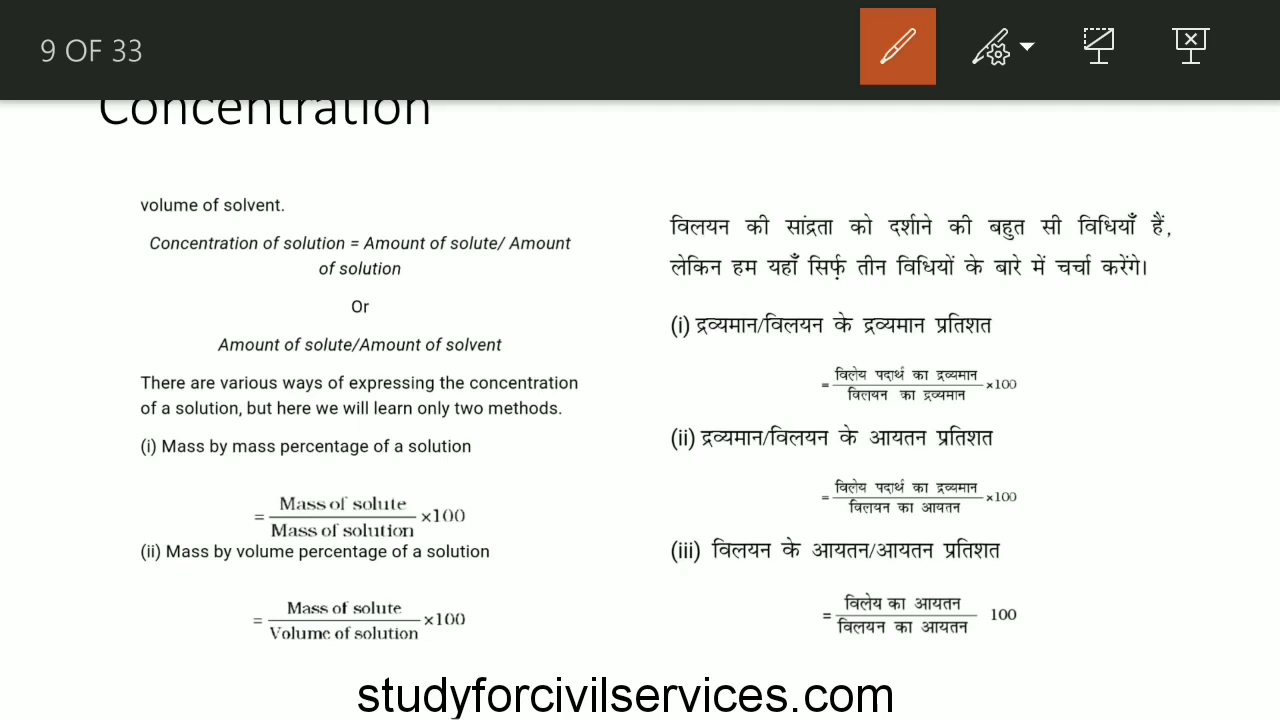 9 OF 33
Concentration
volume of solvent.
Concentration of solution = Amount of solute/ Amount
of solution
Or
Amount of solute/Amount of solvent
There are various ways of expressing the concentration
of a solution, but here we will learn only two methods.
(i) Mass by mass percentage of a solution
= Mass of solute
Mass of solution ×100
(ii) Mass by volume percentage of a solution
= Mass of solute
Volume of solution ×100
विलयन की सांद्रता को दर्शाने की बहुत सी विधियाँ हैं,
लेकिन हम यहाँ सिर्फ़ तीन विधियों के बारे में चर्चा करेंगे।
(i) द्रव्यमान/विलयन के द्रव्यमान प्रतिशत
= विलेय पदार्थ का द्रव्यमान
विलयन का द्रव्यमान ×100
(ii) द्रव्यमान/विलयन के आयतन प्रतिशत
= विलेय पदार्थ का द्रव्यमान
विलयन का आयतन ×100
(iii) विलयन के आयतन/आयतन प्रतिशत
= विलेय का आयतन
विलयन का आयतन 100
studyforcivilservices.com